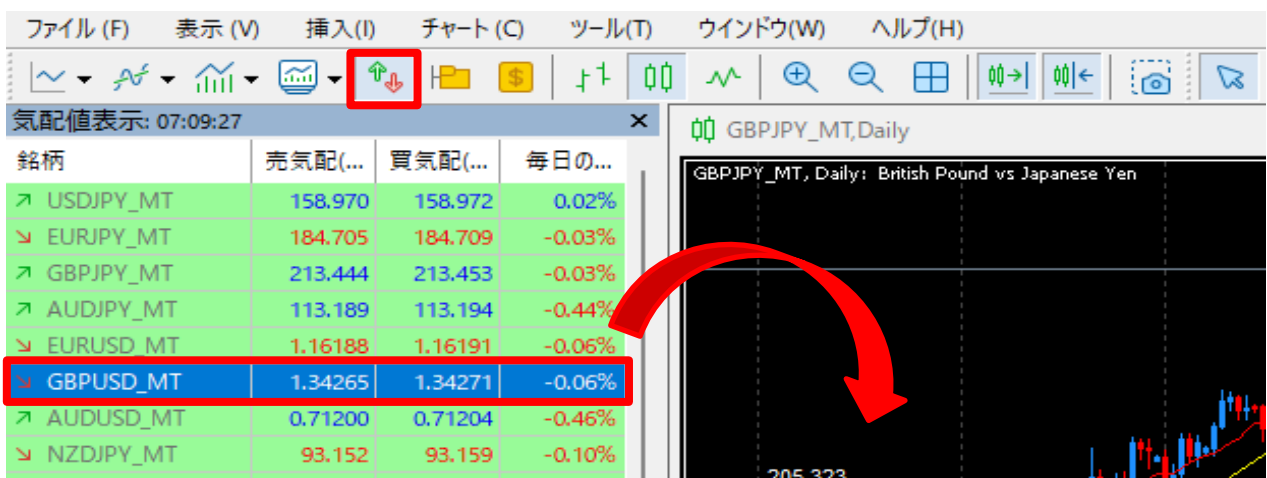 ファイル (F) 表示 (V) 挿入(I) チャート (C) ツール(T) ウインドウ(W) ヘルプ(H)
気配値表示: 07:09:27
銘柄 売気配(... 買気配(... 毎日の...
USDJPY_MT 158.970 158.972 0.02%
EURJPY_MT 184.705 184.709 -0.03%
GBPJPY_MT 213.444 213.453 -0.03%
AUDJPY_MT 113.189 113.194 -0.44%
EURUSD_MT 1.16188 1.16191 -0.06%
GBPUSD_MT 1.34265 1.34271 -0.06%
AUDUSD_MT 0.71200 0.71204 -0.46%
NZDJPY_MT 93.152 93.159 -0.10%
GBPJPY_MT,Daily
GBPJPY_MT, Daily: British Pound vs Japanese Yen
205.323